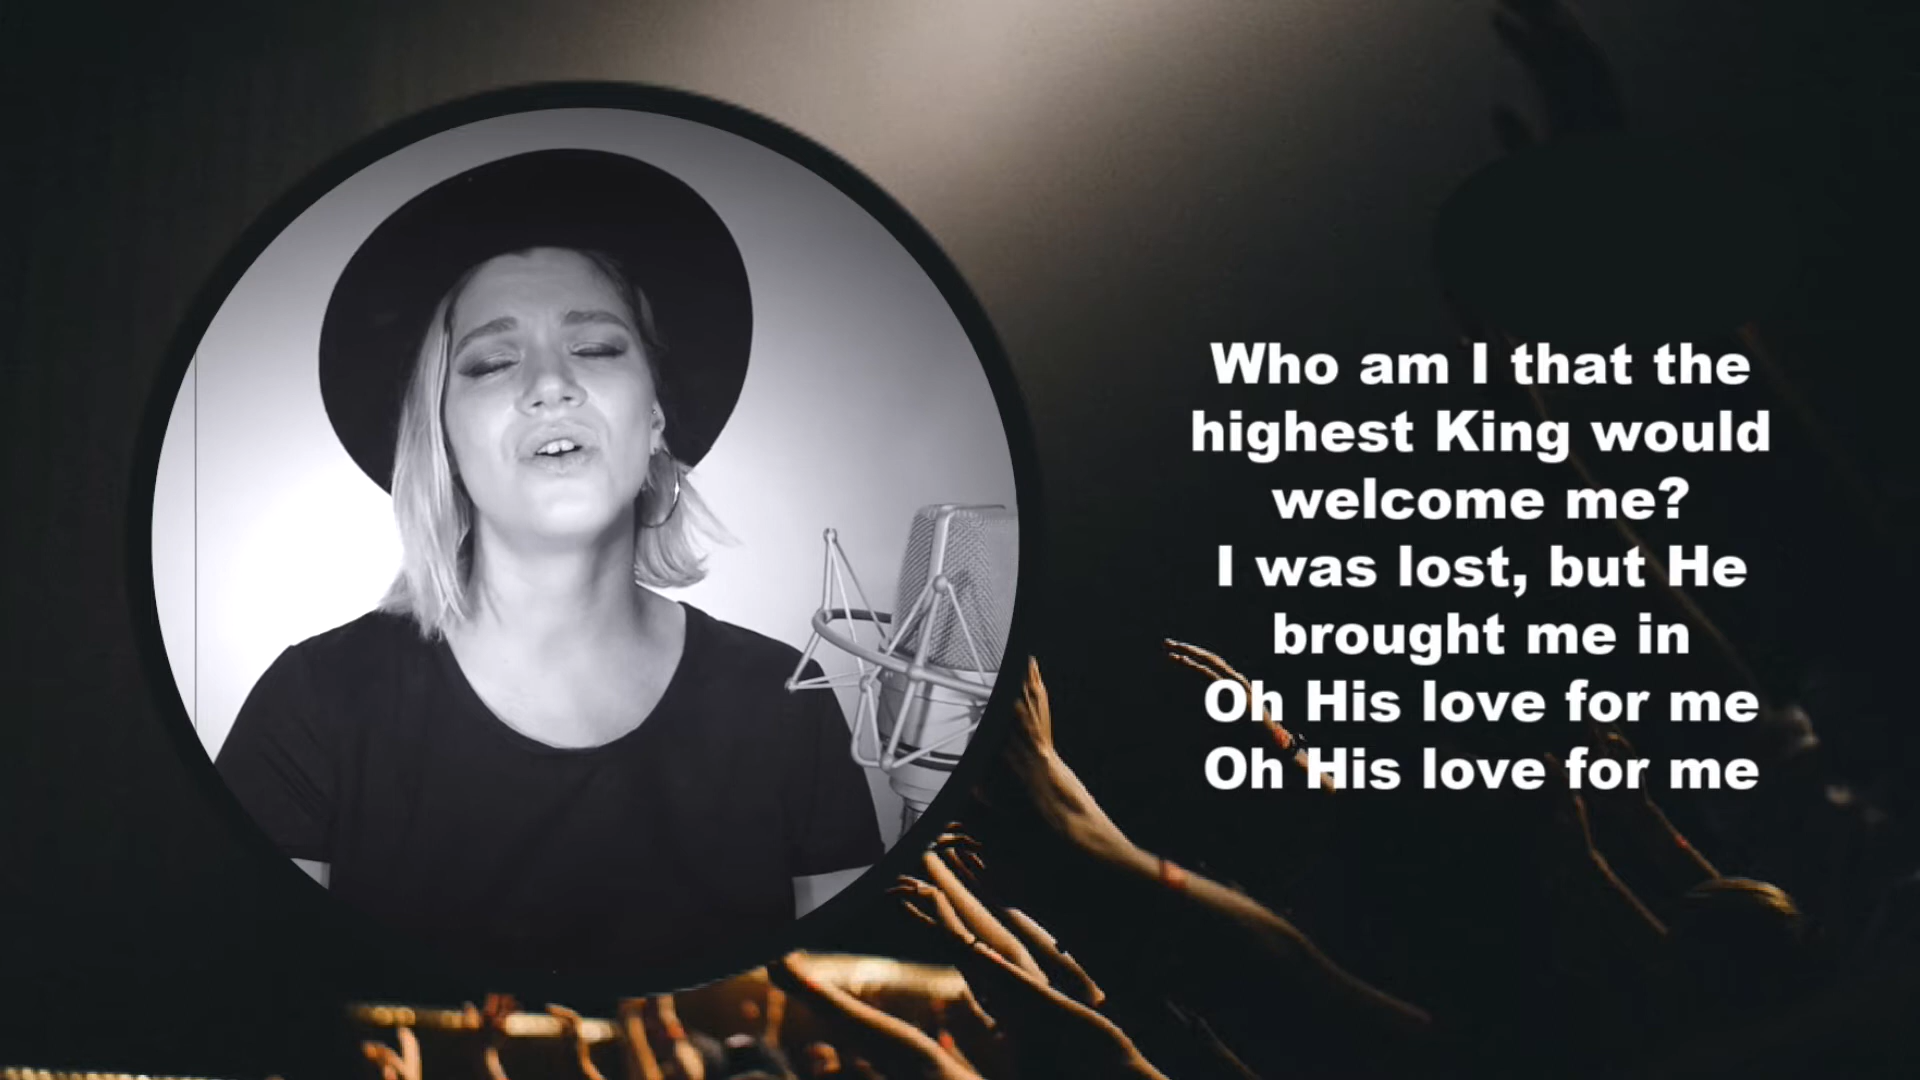 Who am I that the
highest King would
welcome me?
I was lost, but He
brought me in
Oh His love for me
Oh His love for me